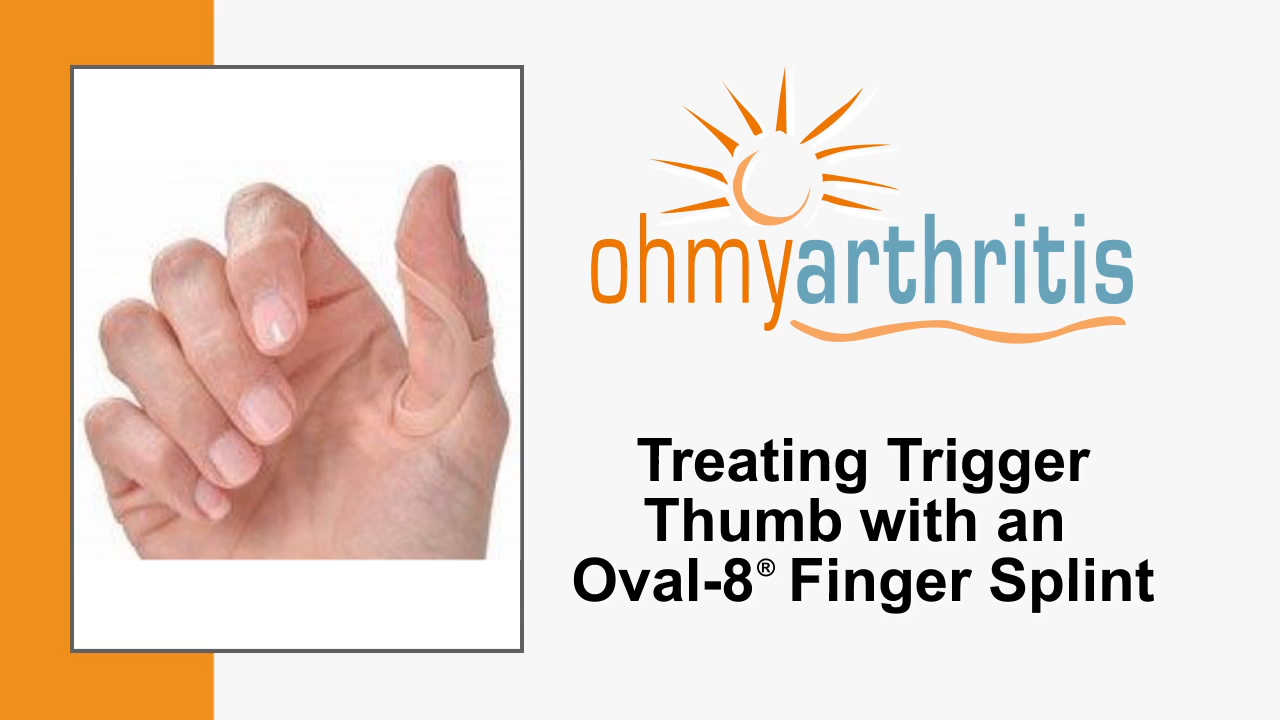 ohmyarthritis
Treating Trigger
Thumb with an
Oval-8® Finger Splint